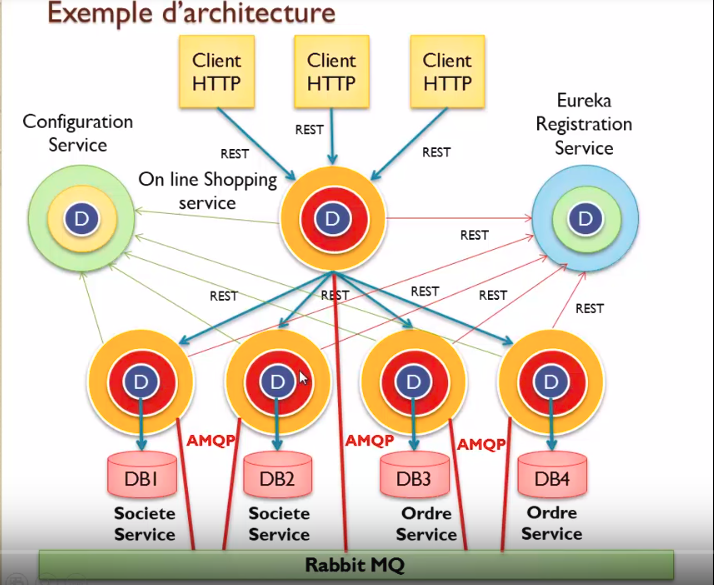 Exemple d'architecture
Client
HTTP
Client
HTTP
Client
HTTP
Configuration
Service
REST
REST
REST
Eureka
Registration
Service
On line Shopping
service
D
D
D
REST
REST
REST
REST
REST
REST
D
D
D
D
AMQP
AMQP
AMQP
DB1
DB2
DB3
DB4
Societe
Service
Societe
Service
Ordre
Service
Ordre
Service
Rabbit MQ